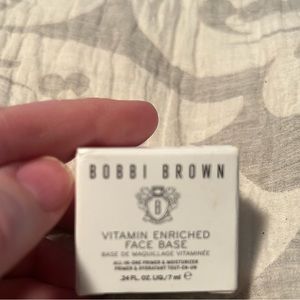 BOBBI BROWN
B
VITAMIN ENRICHED
FACE BASE
BASE DE MAQUILLAGE VITAMINÉE
ALL-IN-ONE PRIMER & MOISTURIZER
PRIMER & HYDRATANT TOUT-EN-UN
.24 FL. OZ. LIQ./7 ml ℮